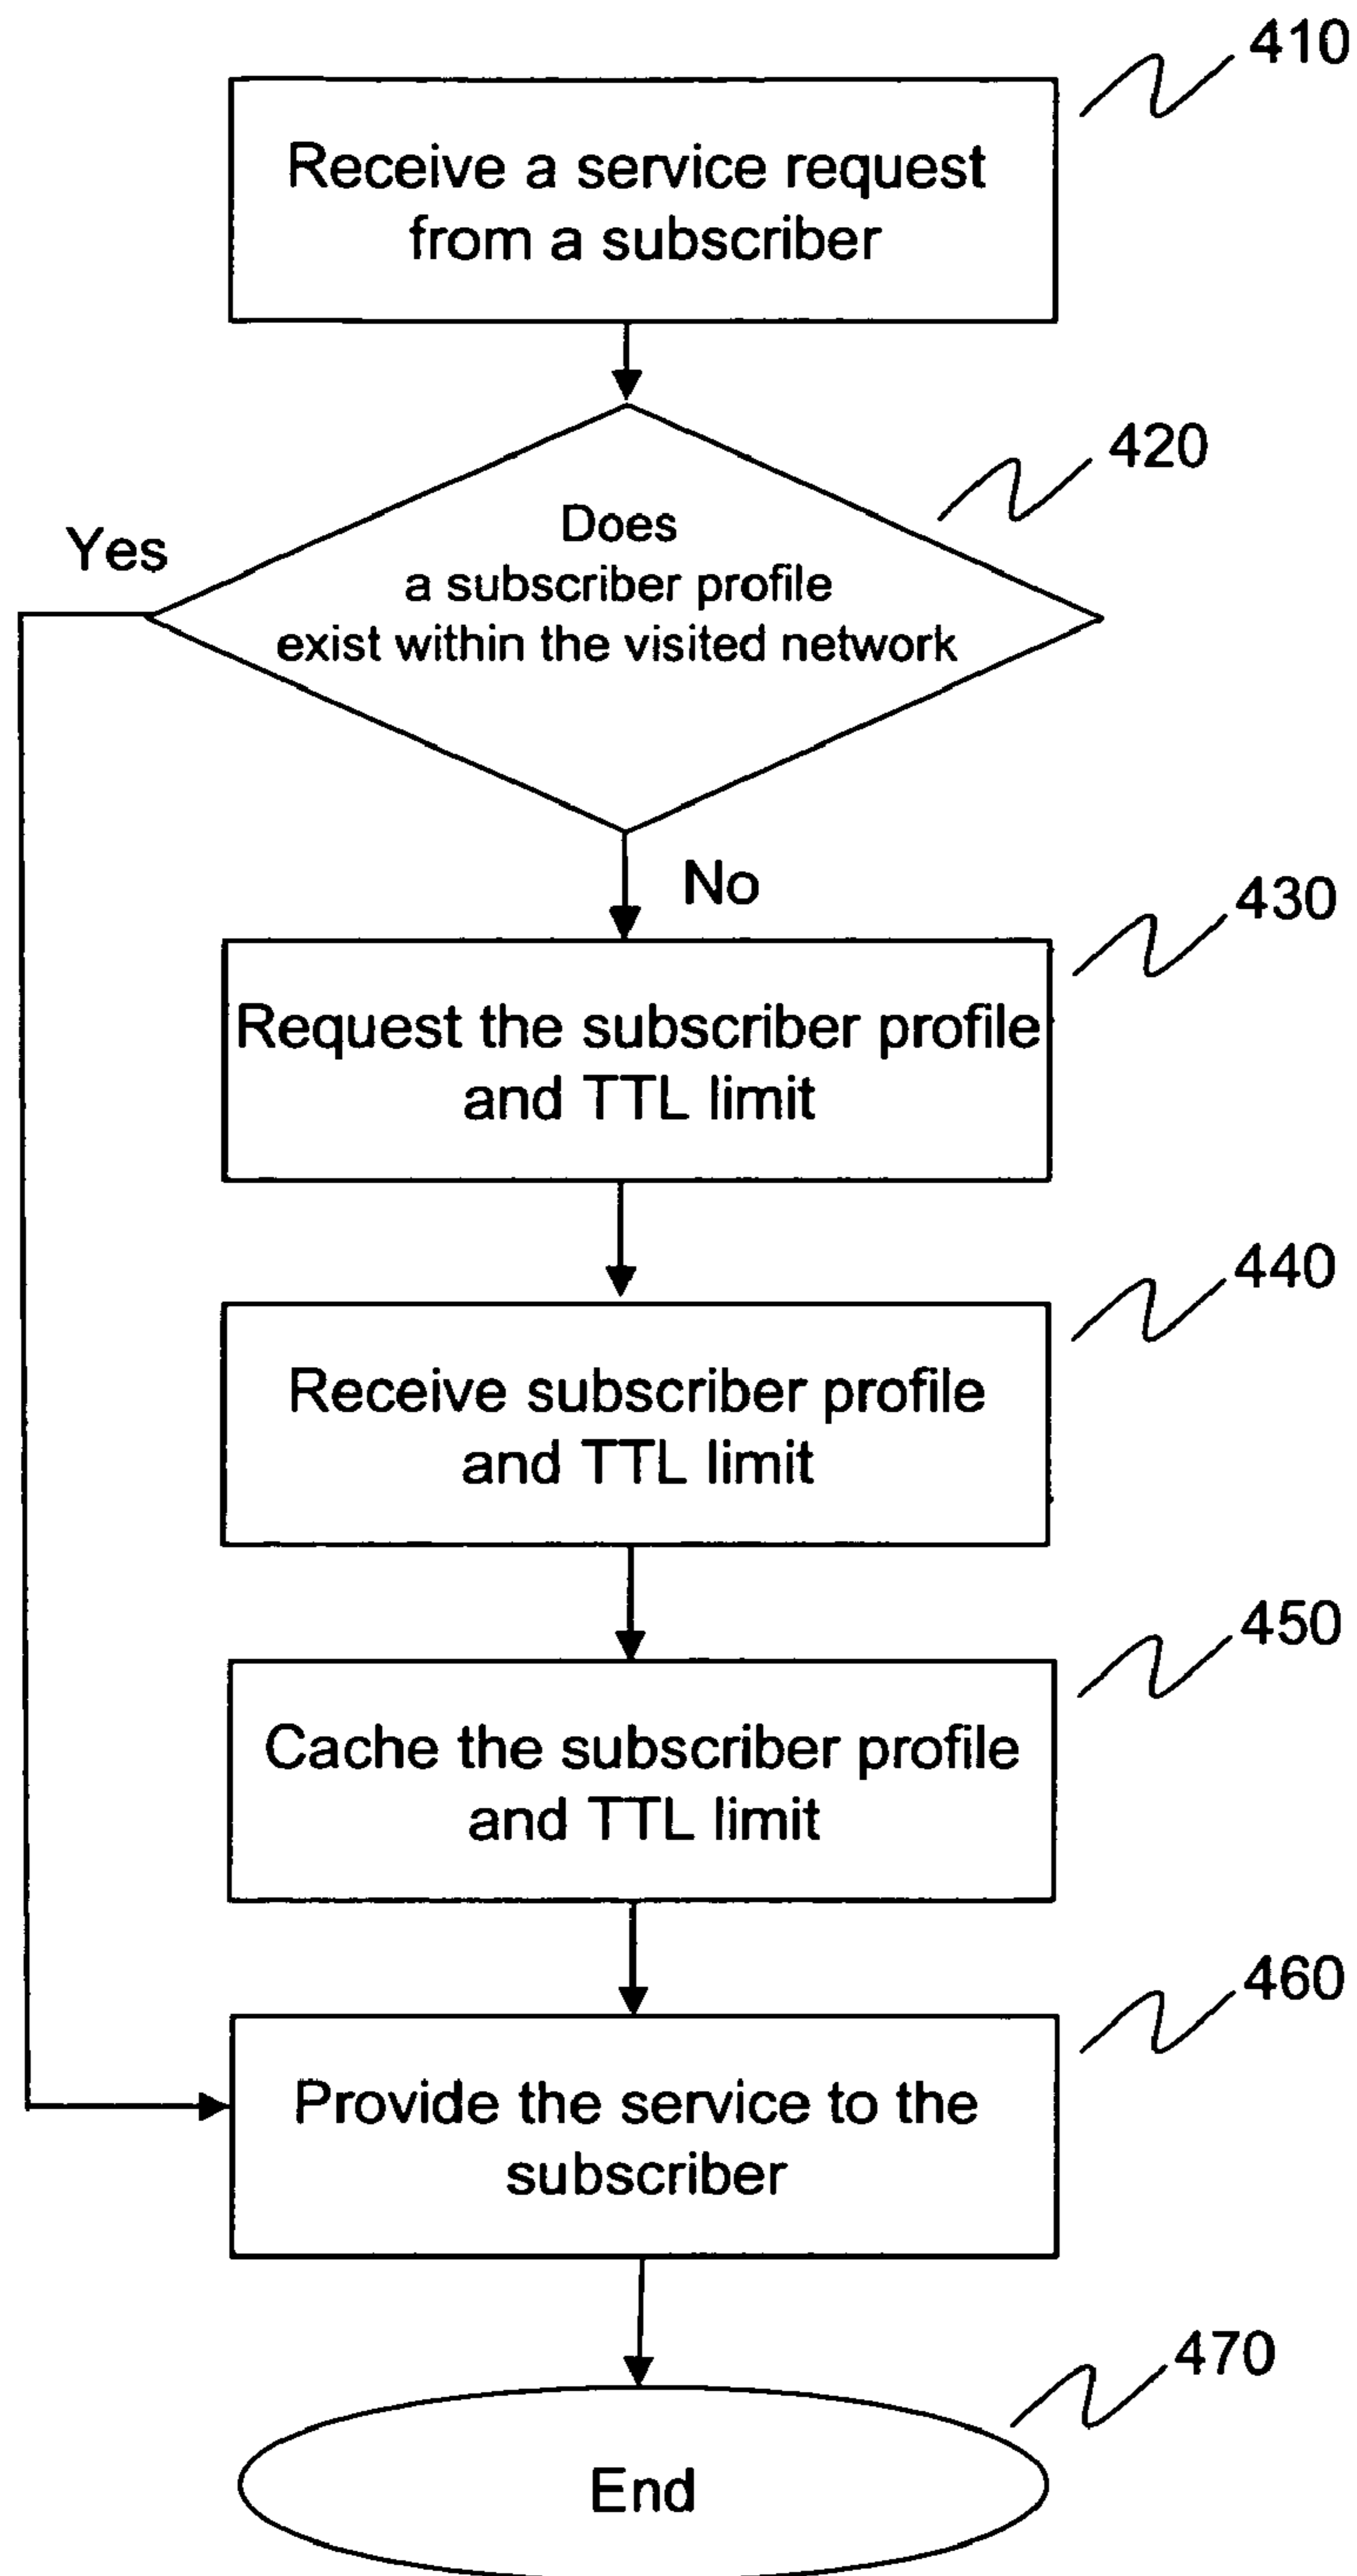 410
Receive a service request
from a subscriber
420
Does
a subscriber profile
exist within the visited network
Yes
No
430
Request the subscriber profile
and TTL limit
440
Receive subscriber profile
and TTL limit
450
Cache the subscriber profile
and TTL limit
460
Provide the service to the
subscriber
470
End